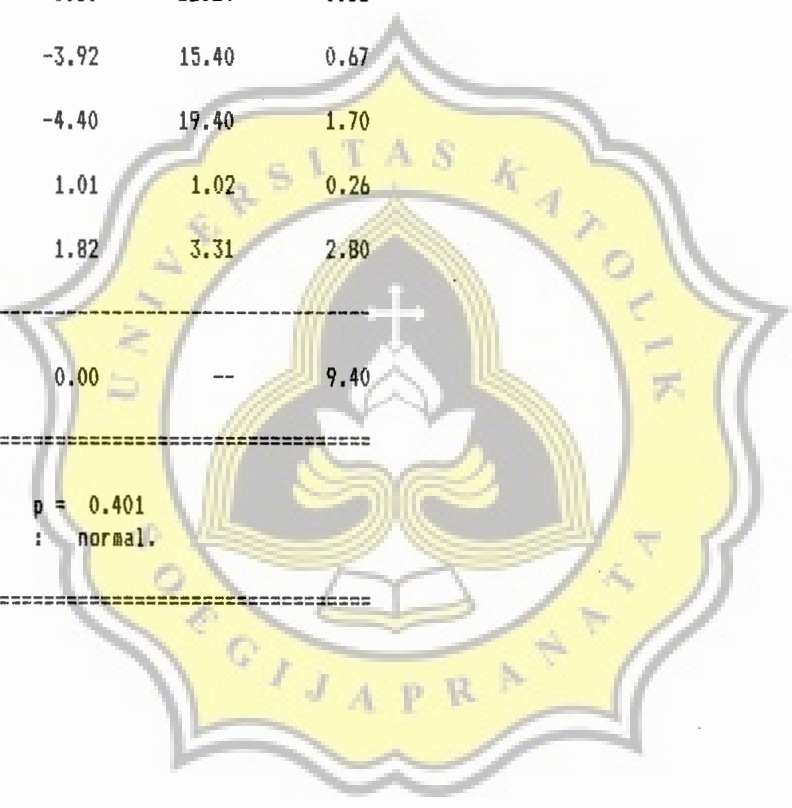 -3.92 15.40 0.67
-4.40 19.40 1.70
1.01 1.02 0.26
1.82 3.31 2.80
--------------------------------------------------
0.00 -- 9.40
==================================================
p = 0.401
: normal.
==================================================
UNIVERSITAS KATOLIK
SOEGIJAPRANATA